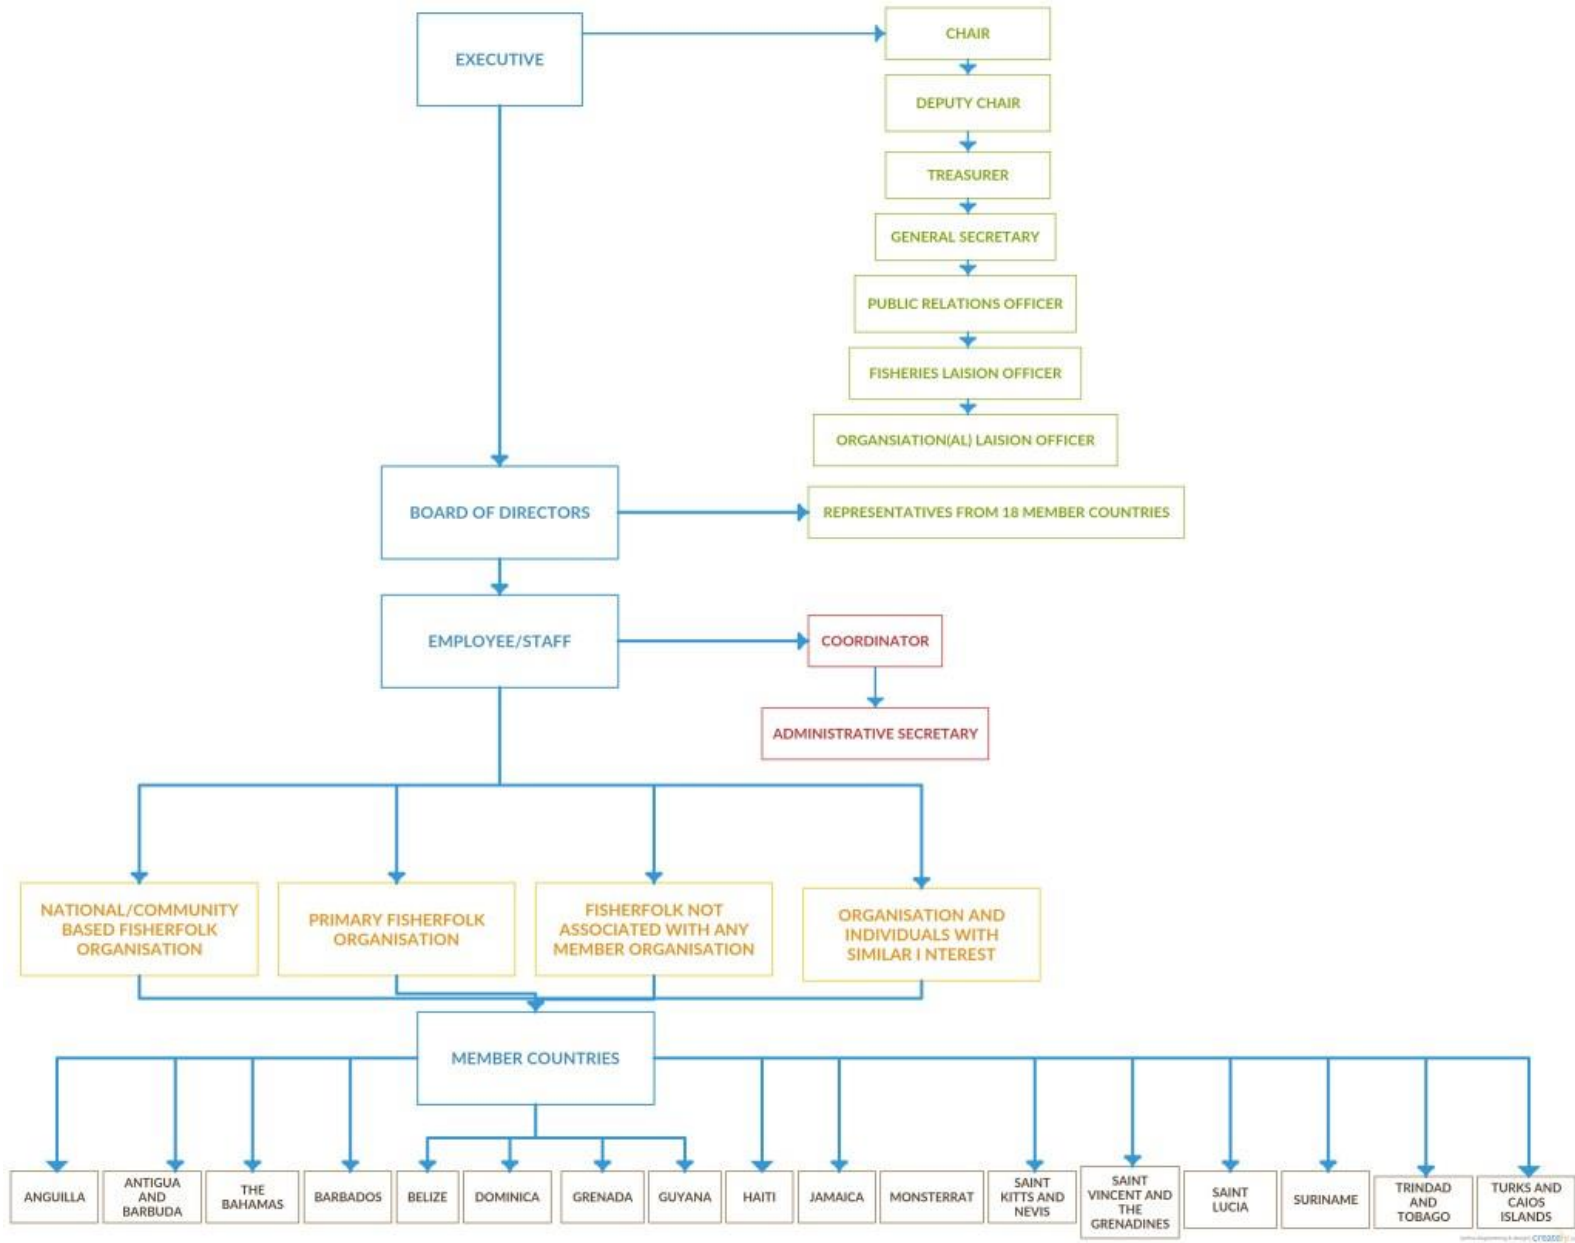 EXECUTIVE
CHAIR
DEPUTY CHAIR
TREASURER
GENERAL SECRETARY
PUBLIC RELATIONS OFFICER
FISHERIES LAISION OFFICER
ORGANSIATION(AL) LAISION OFFICER
BOARD OF DIRECTORS
REPRESENTATIVES FROM 18 MEMBER COUNTRIES
EMPLOYEE/STAFF
COORDINATOR
ADMINISTRATIVE SECRETARY
NATIONAL/COMMUNITY
BASED FISHERFOLK
ORGANISATION
PRIMARY FISHERFOLK
ORGANISATION
FISHERFOLK NOT
ASSOCIATED WITH ANY
MEMBER ORGANISATION
ORGANISATION AND
INDIVIDUALS WITH
SIMILAR I NTEREST
MEMBER COUNTRIES
ANGUILLA
ANTIGUA
AND
BARBUDA
THE
BAHAMAS
BARBADOS
BELIZE
DOMINICA
GRENADA
GUYANA
HAITI
JAMAICA
MONSTERRAT
SAINT
KITTS AND
NEVIS
SAINT
VINCENT AND
THE
GRENADINES
SAINT
LUCIA
SURINAME
TRINDAD
AND
TOBAGO
TURKS AND
CAIOS
ISLANDS